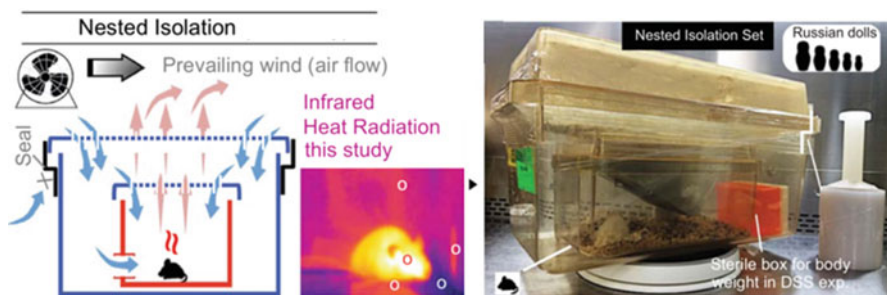 Nested Isolation
Prevailing wind (air flow)
Seal
Infrared
Heat Radiation
this study
Nested Isolation Set
Russian dolls
Sterile box for body
weight in DSS exp.